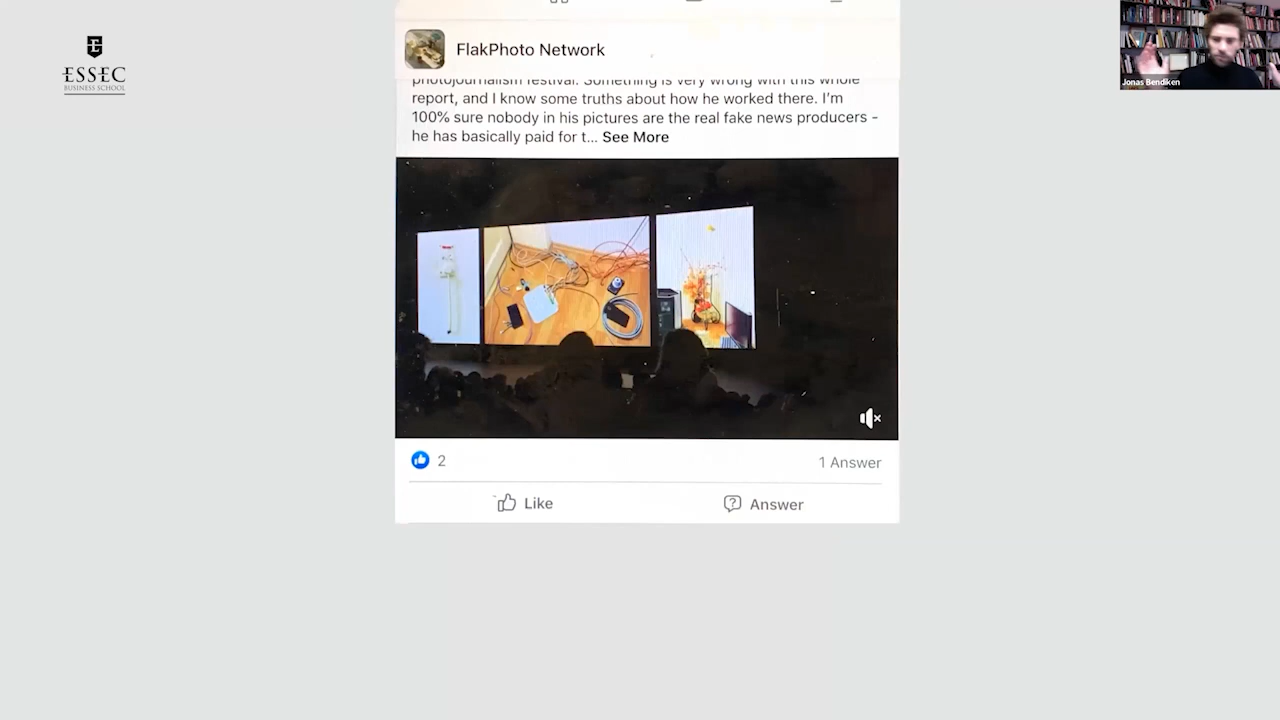 ESSEC
BUSINESS SCHOOL
FlakPhoto Network
photojournalism festival. Something is very wrong with this whole
report, and I know some truths about how he worked there. I'm
100% sure nobody in his pictures are the real fake news producers -
he has basically paid for t... See More
2
1 Answer
Like
Answer
Jonas Bendiken